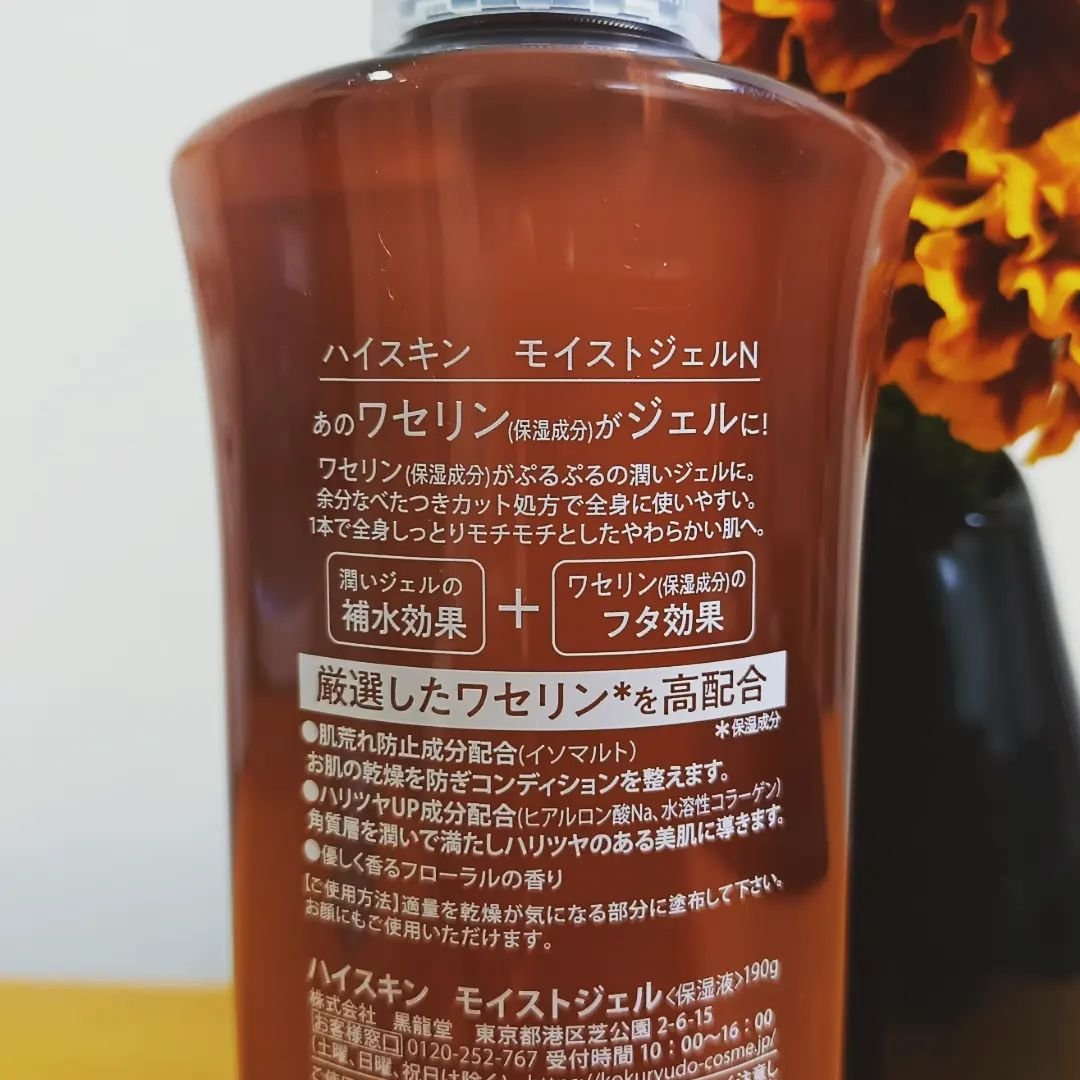 ハイスキン モイストジェルN
あのワセリン(保湿成分)がジェルに!
ワセリン(保湿成分)がぷるぷるの潤いジェルに。
余分なべたつきカット処方で全身に使いやすい。
1本で全身しっとりモチモチとしたやわらかい肌へ。
潤いジェルの
補水効果
+
ワセリン(保湿成分)の
フタ効果
厳選したワセリン*を高配合
*保湿成分
●肌荒れ防止成分配合(イソマルト)
お肌の乾燥を防ぎコンディションを整えます。
●ハリツヤUP成分配合(ヒアルロン酸Na、水溶性コラーゲン)
角質層を潤いで満たしハリツヤのある美肌に導きます。
●優しく香るフローラルの香り
【ご使用方法】適量を乾燥が気になる部分に塗布して下さい。
お顔にもご使用いただけます。
ハイスキン モイストジェル<保湿液>190g
株式会社 黒龍堂 東京都港区芝公園 2-6-15
お客様窓口 0120-252-767 受付時間 10:00〜16:00
(土曜、日曜、祝日は除く) https://kokuryudo-cosme.jp/